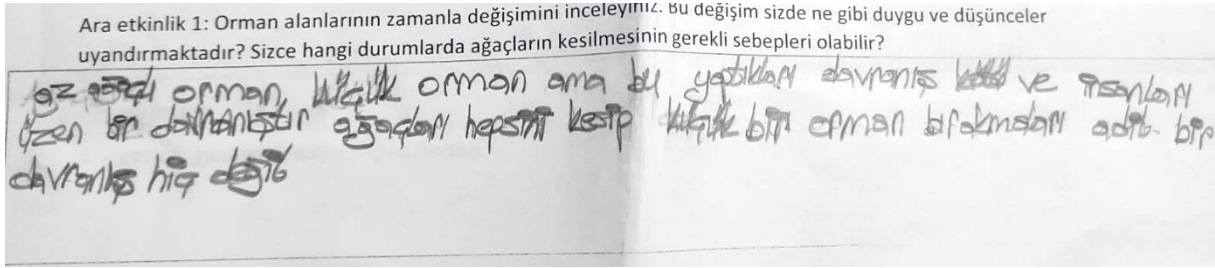 Ara etkinlik 1: Orman alanlarının zamanla değişimini inceleyiniz. Bu değişim sizde ne gibi duygu ve düşünceler
uyandırmaktadır? Sizce hangi durumlarda ağaçların kesilmesinin gerekli sebepleri olabilir?
az orman, küçük orman ama bu yaptıkları davranış ve insanları
üzen bir davranıştır ağaçları hepsini kesip küçük bir orman bırakmaları bir
davranış hiç değil